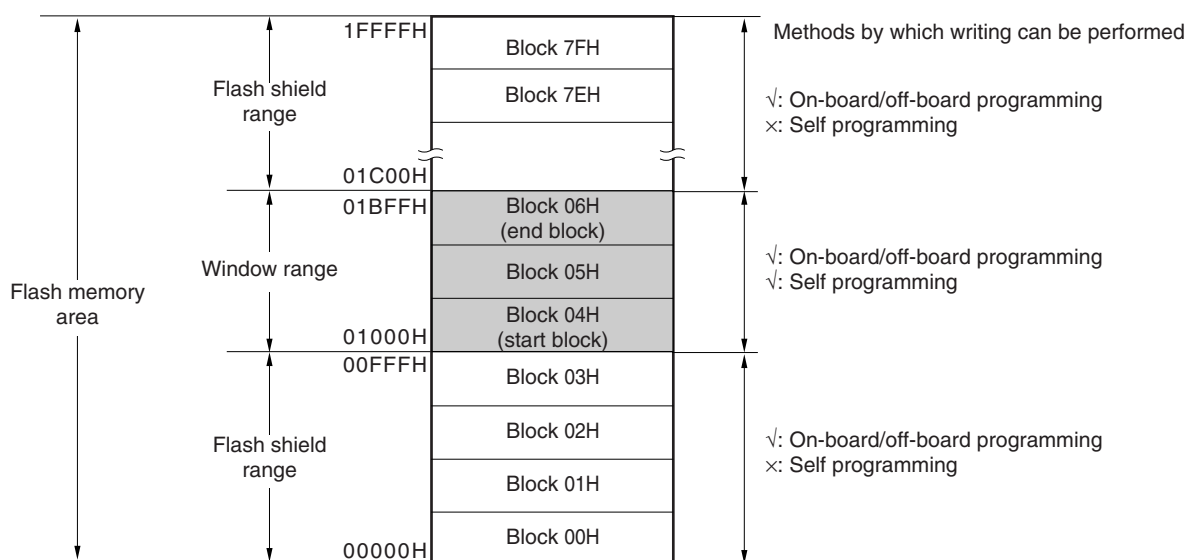 1FFFFH
Block 7FH
Methods by which writing can be performed
Flash shield
range
Block 7EH
√: On-board/off-board programming
×: Self programming
01C00H
01BFFH
Block 06H
(end block)
Window range
Block 05H
√: On-board/off-board programming
√: Self programming
Flash memory
area
Block 04H
(start block)
01000H
00FFFH
Block 03H
Flash shield
range
Block 02H
√: On-board/off-board programming
×: Self programming
Block 01H
Block 00H
00000H